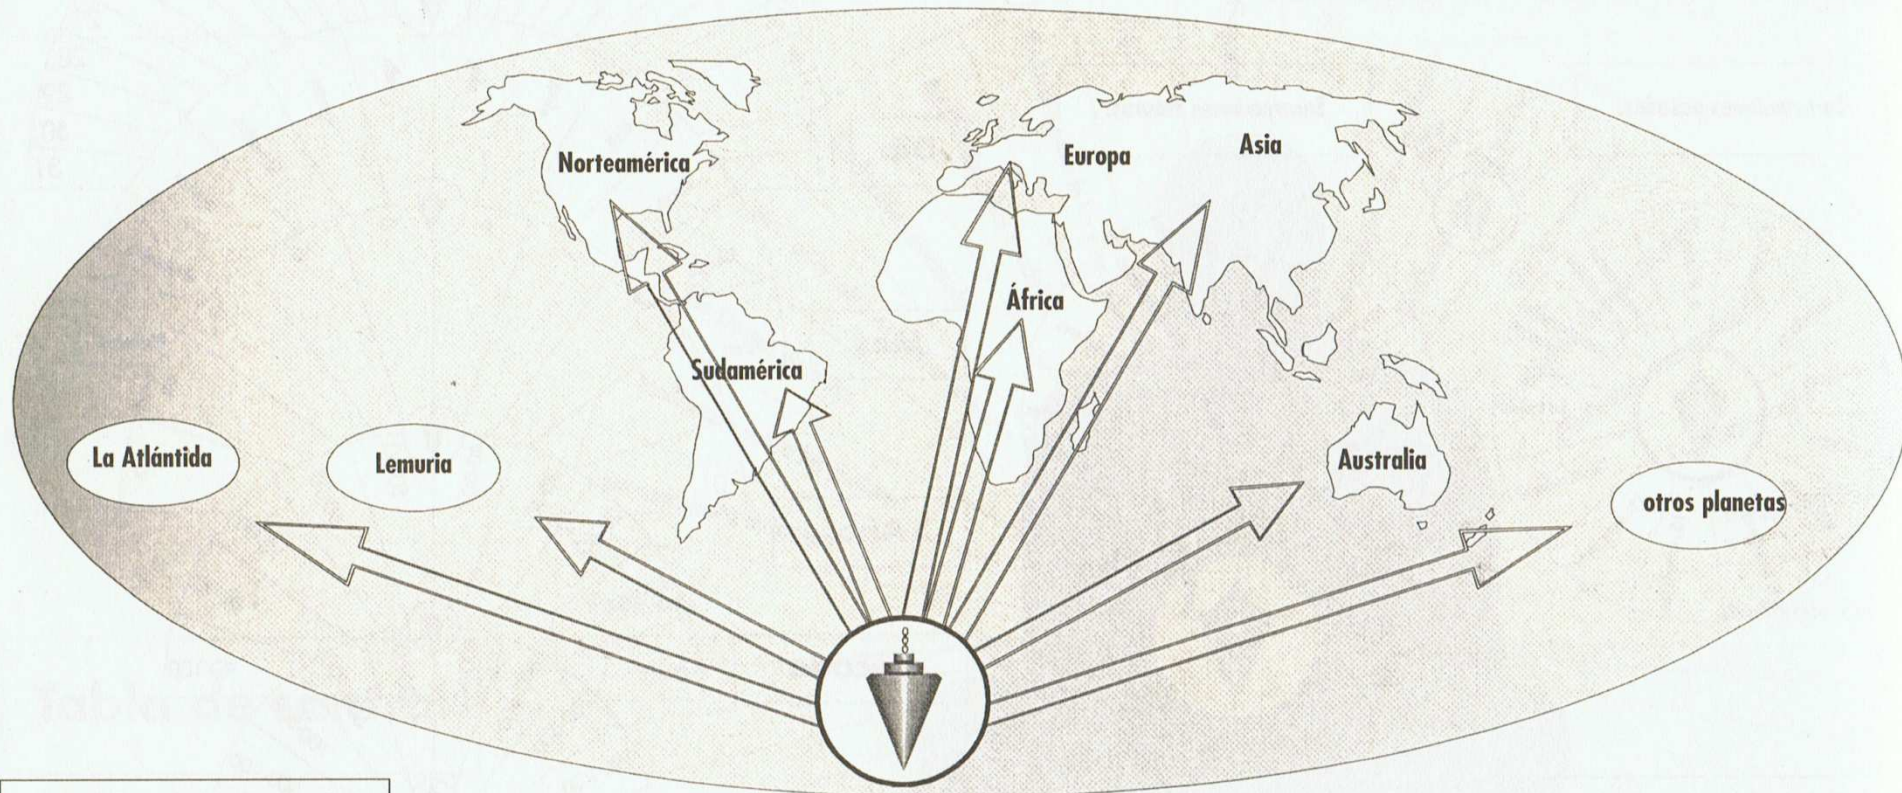 Norteamérica
Europa
Asia
África
Sudamérica
La Atlántida
Lemuria
Australia
otros planetas